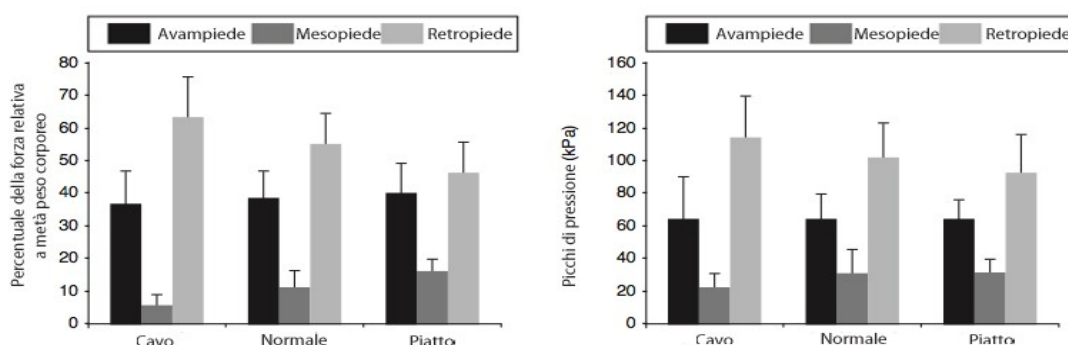 Avampiede Mesopiede Retropiede
Percentuale della forza relativa
a metà peso corporeo
80
70
60
50
40
30
20
10
0
Cavo Normale Piatto
Avampiede Mesopiede Retropiede
Picchi di pressione (kPa)
160
140
120
100
80
60
40
20
0
Cavo Normale Piatto